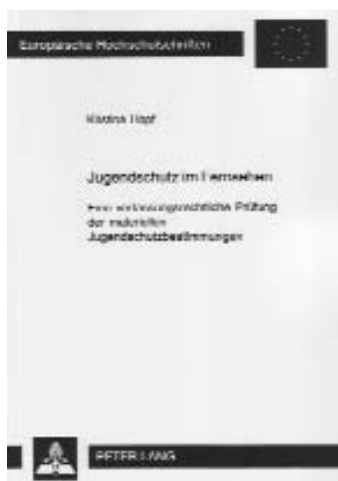 Europäische Hochschulschriften
Kristina Hopf
Jugendschutz im Fernsehen
Eine verfassungsrechtliche Prüfung
der materiellen
Jugendschutzbestimmungen
PETER LANG